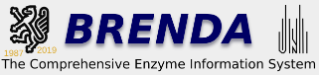 BRENDA
1987 2019
The Comprehensive Enzyme Information System